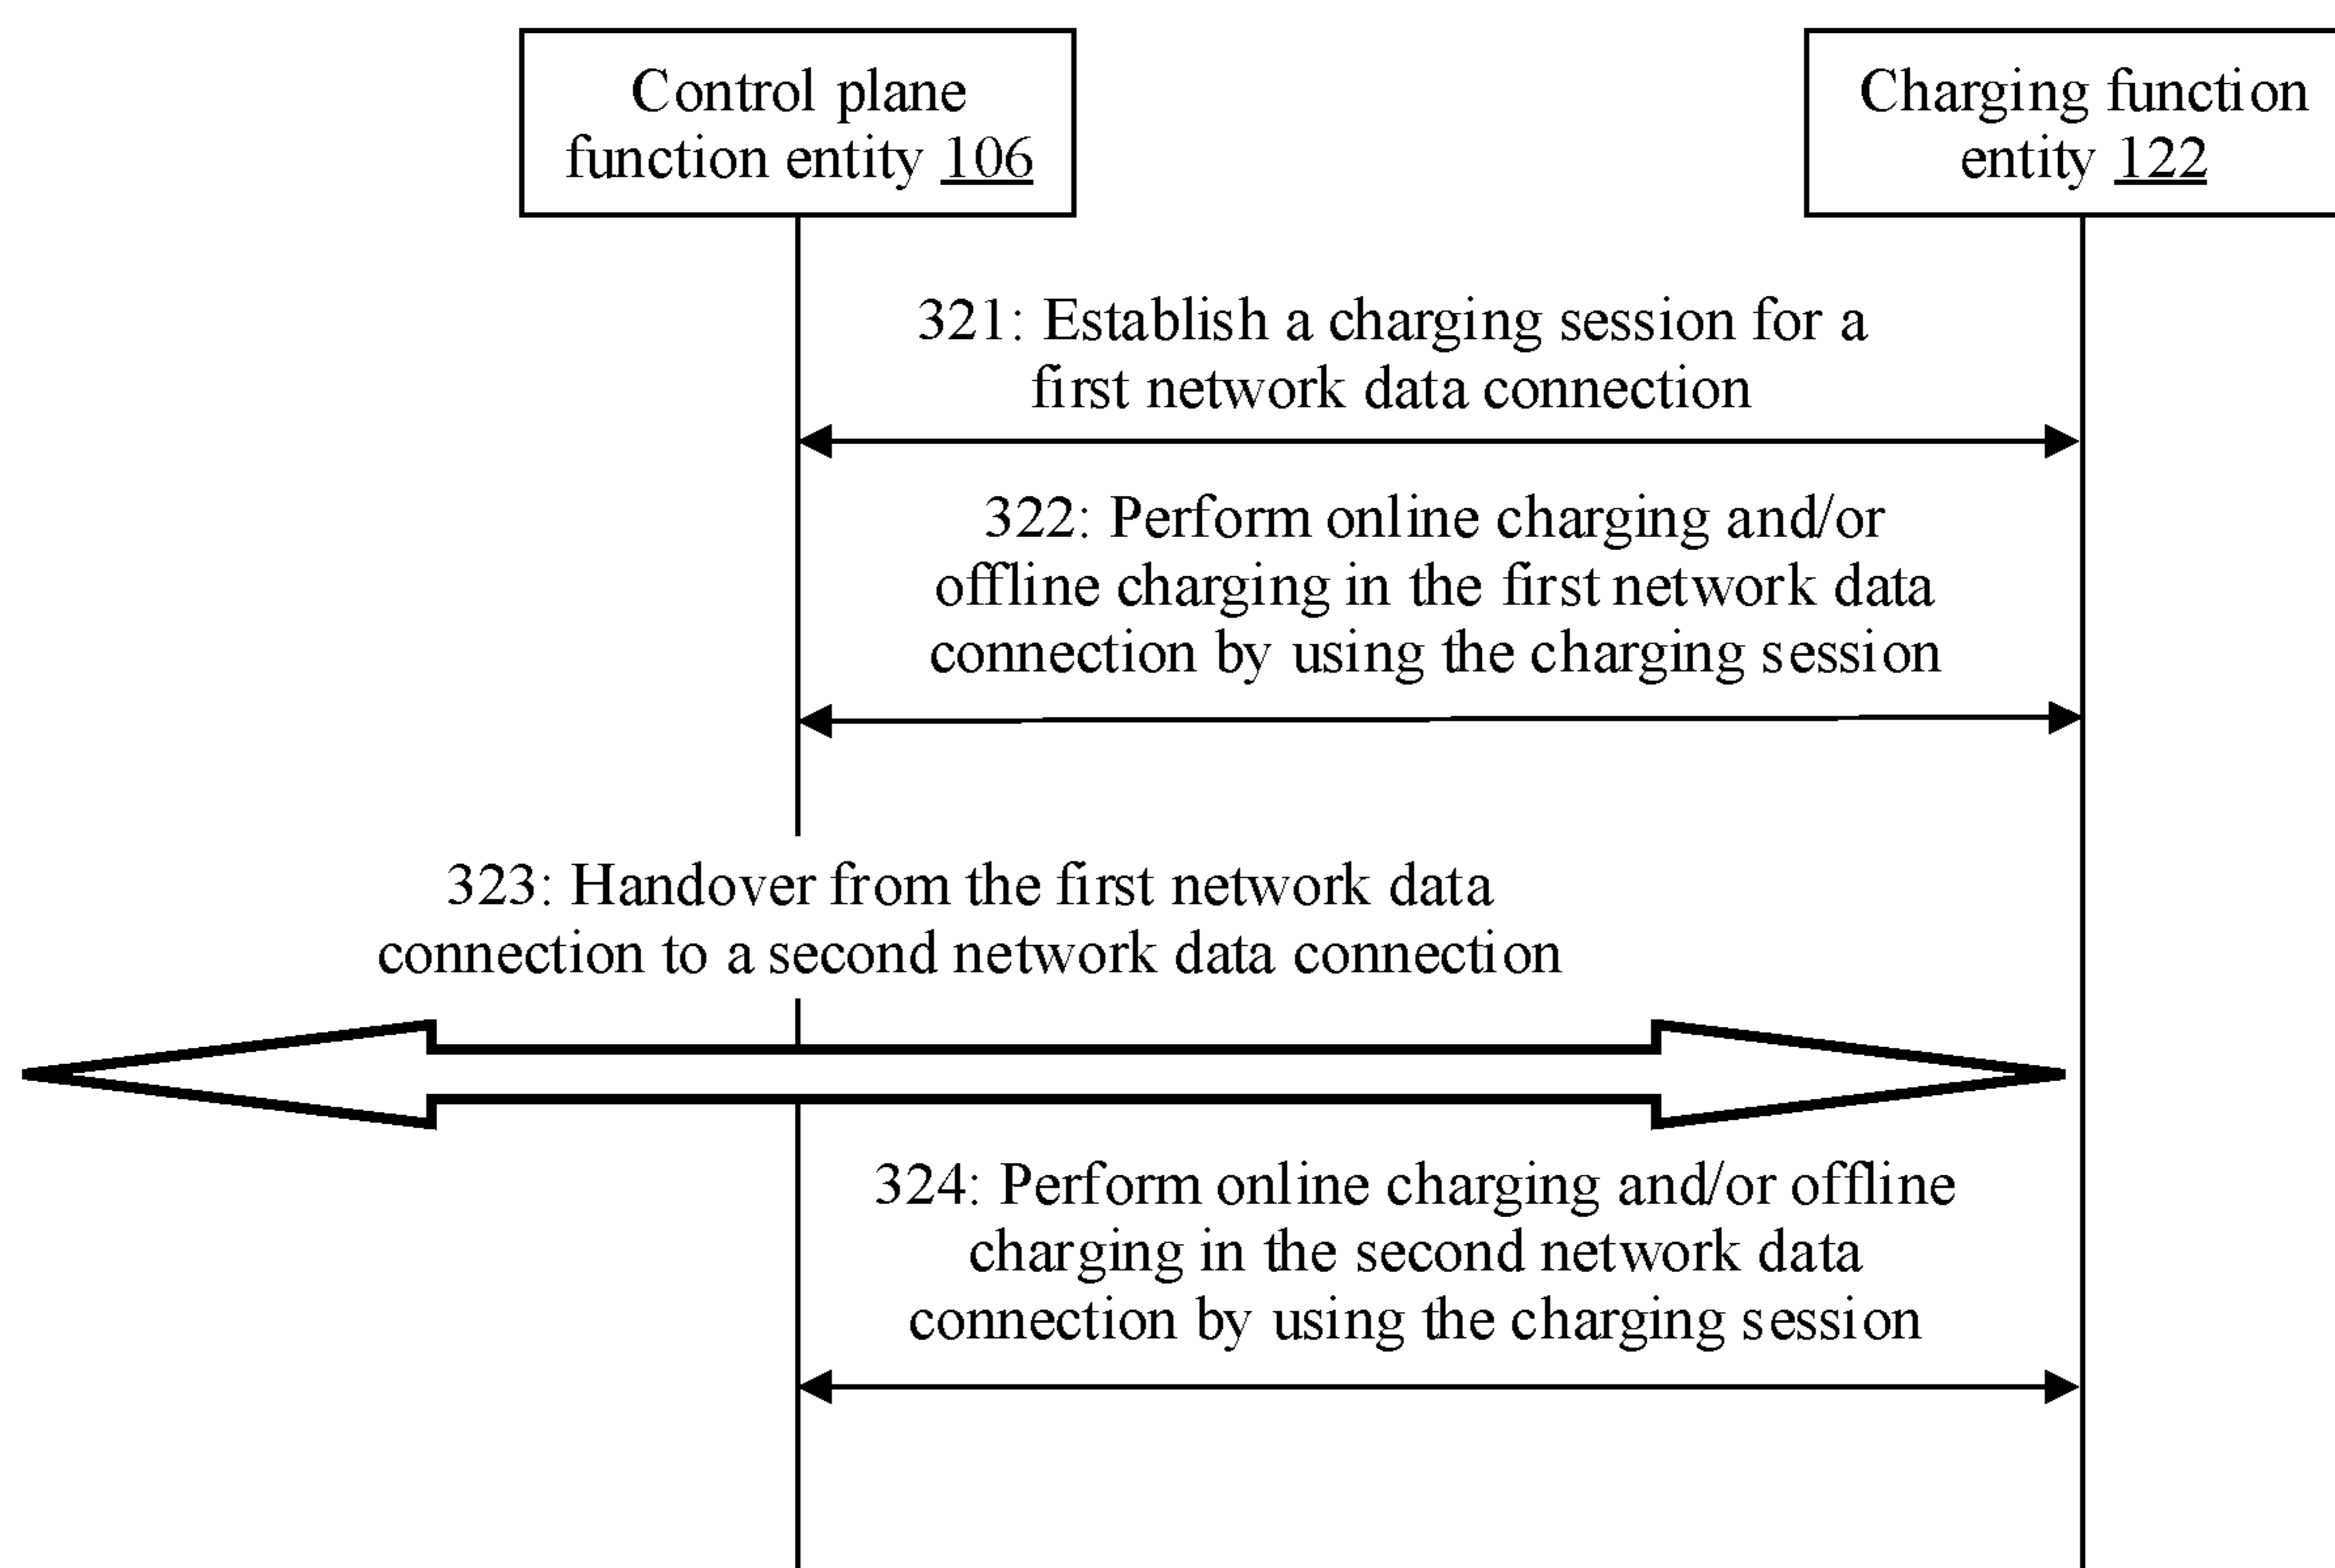 Control plane
function entity 106
Charging function
entity 122
321: Establish a charging session for a
first network data connection
322: Perform online charging and/or
offline charging in the first network data
connection by using the charging session
323: Handover from the first network data
connection to a second network data connection
324: Perform online charging and/or offline
charging in the second network data
connection by using the charging session